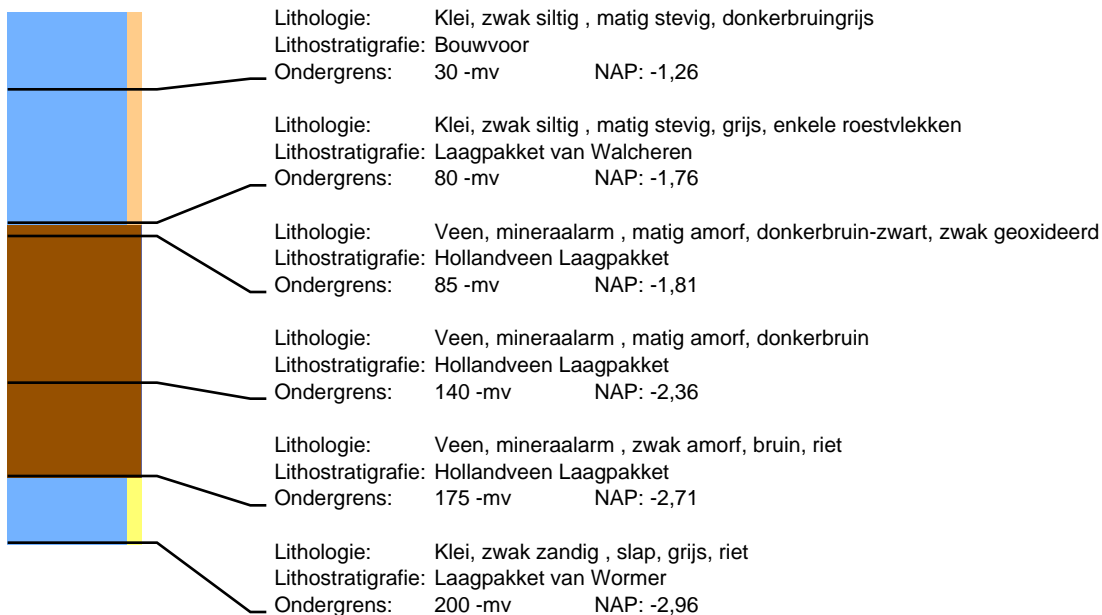 Lithologie: Klei, zwak siltig , matig stevig, donkerbruingrijs
Lithostratigrafie: Bouwvoor
Ondergrens: 30 -mv NAP: -1,26
Lithologie: Klei, zwak siltig , matig stevig, grijs, enkele roestvlekken
Lithostratigrafie: Laagpakket van Walcheren
Ondergrens: 80 -mv NAP: -1,76
Lithologie: Veen, mineraalarm , matig amorf, donkerbruin-zwart, zwak geoxideerd
Lithostratigrafie: Hollandveen Laagpakket
Ondergrens: 85 -mv NAP: -1,81
Lithologie: Veen, mineraalarm , matig amorf, donkerbruin
Lithostratigrafie: Hollandveen Laagpakket
Ondergrens: 140 -mv NAP: -2,36
Lithologie: Veen, mineraalarm , zwak amorf, bruin, riet
Lithostratigrafie: Hollandveen Laagpakket
Ondergrens: 175 -mv NAP: -2,71
Lithologie: Klei, zwak zandig , slap, grijs, riet
Lithostratigrafie: Laagpakket van Wormer
Ondergrens: 200 -mv NAP: -2,96